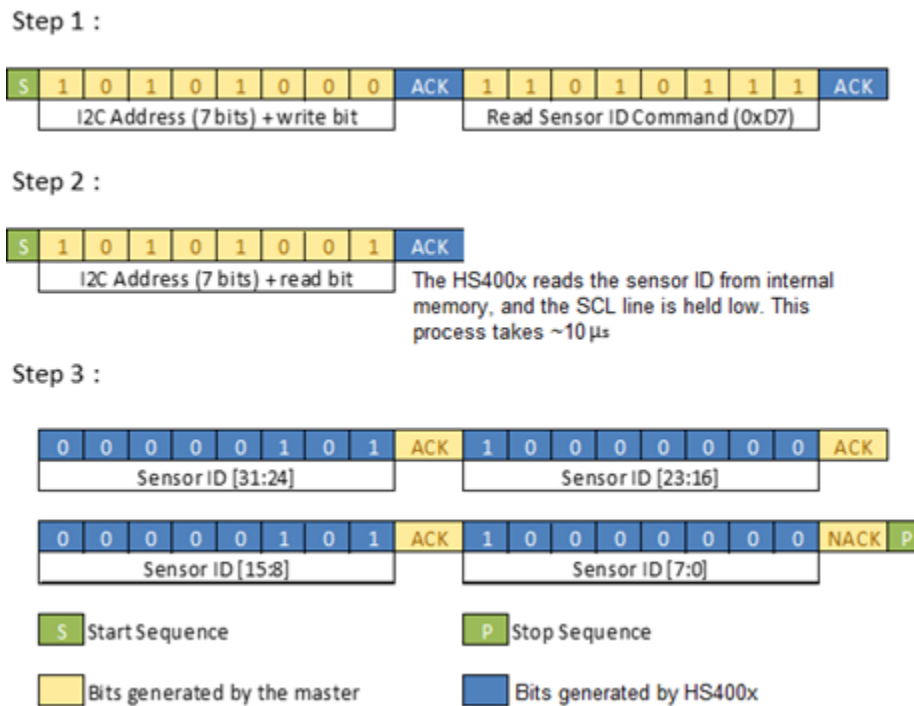 Step 1 :
S 1 0 1 0 1 0 0 0 ACK 1 1 0 1 0 1 1 1 ACK
I2C Address (7 bits) + write bit Read Sensor ID Command (0xD7)
Step 2 :
S 1 0 1 0 1 0 0 1 ACK
I2C Address (7 bits) + read bit
The HS400x reads the sensor ID from internal
memory, and the SCL line is held low. This
process takes ~10 µs
Step 3 :
0 0 0 0 0 1 0 1 ACK 1 0 0 0 0 0 0 0 ACK
Sensor ID [31:24] Sensor ID [23:16]
0 0 0 0 0 1 0 1 ACK 1 0 0 0 0 0 0 0 NACK P
Sensor ID [15:8] Sensor ID [7:0]
S Start Sequence P Stop Sequence
Bits generated by the master Bits generated by HS400x